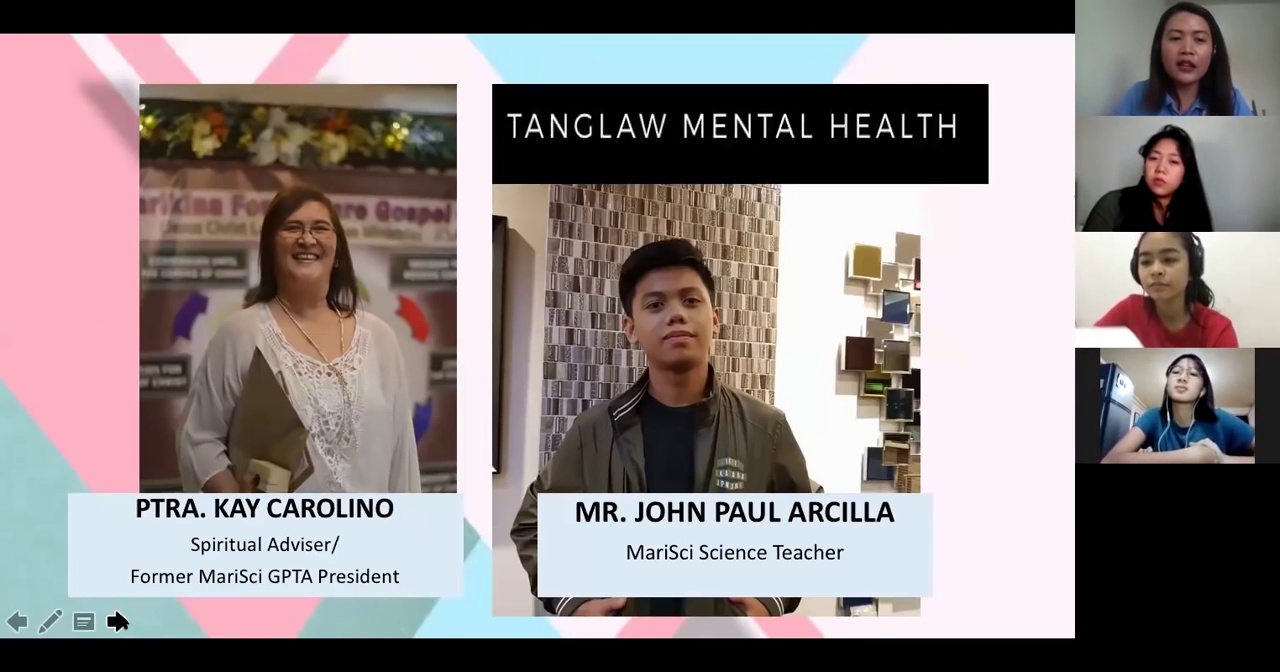 TANGLAW MENTAL HEALTH
PTRA. KAY CAROLINO
Spiritual Adviser/
Former MariSci GPTA President
MR. JOHN PAUL ARCILLA
MariSci Science Teacher